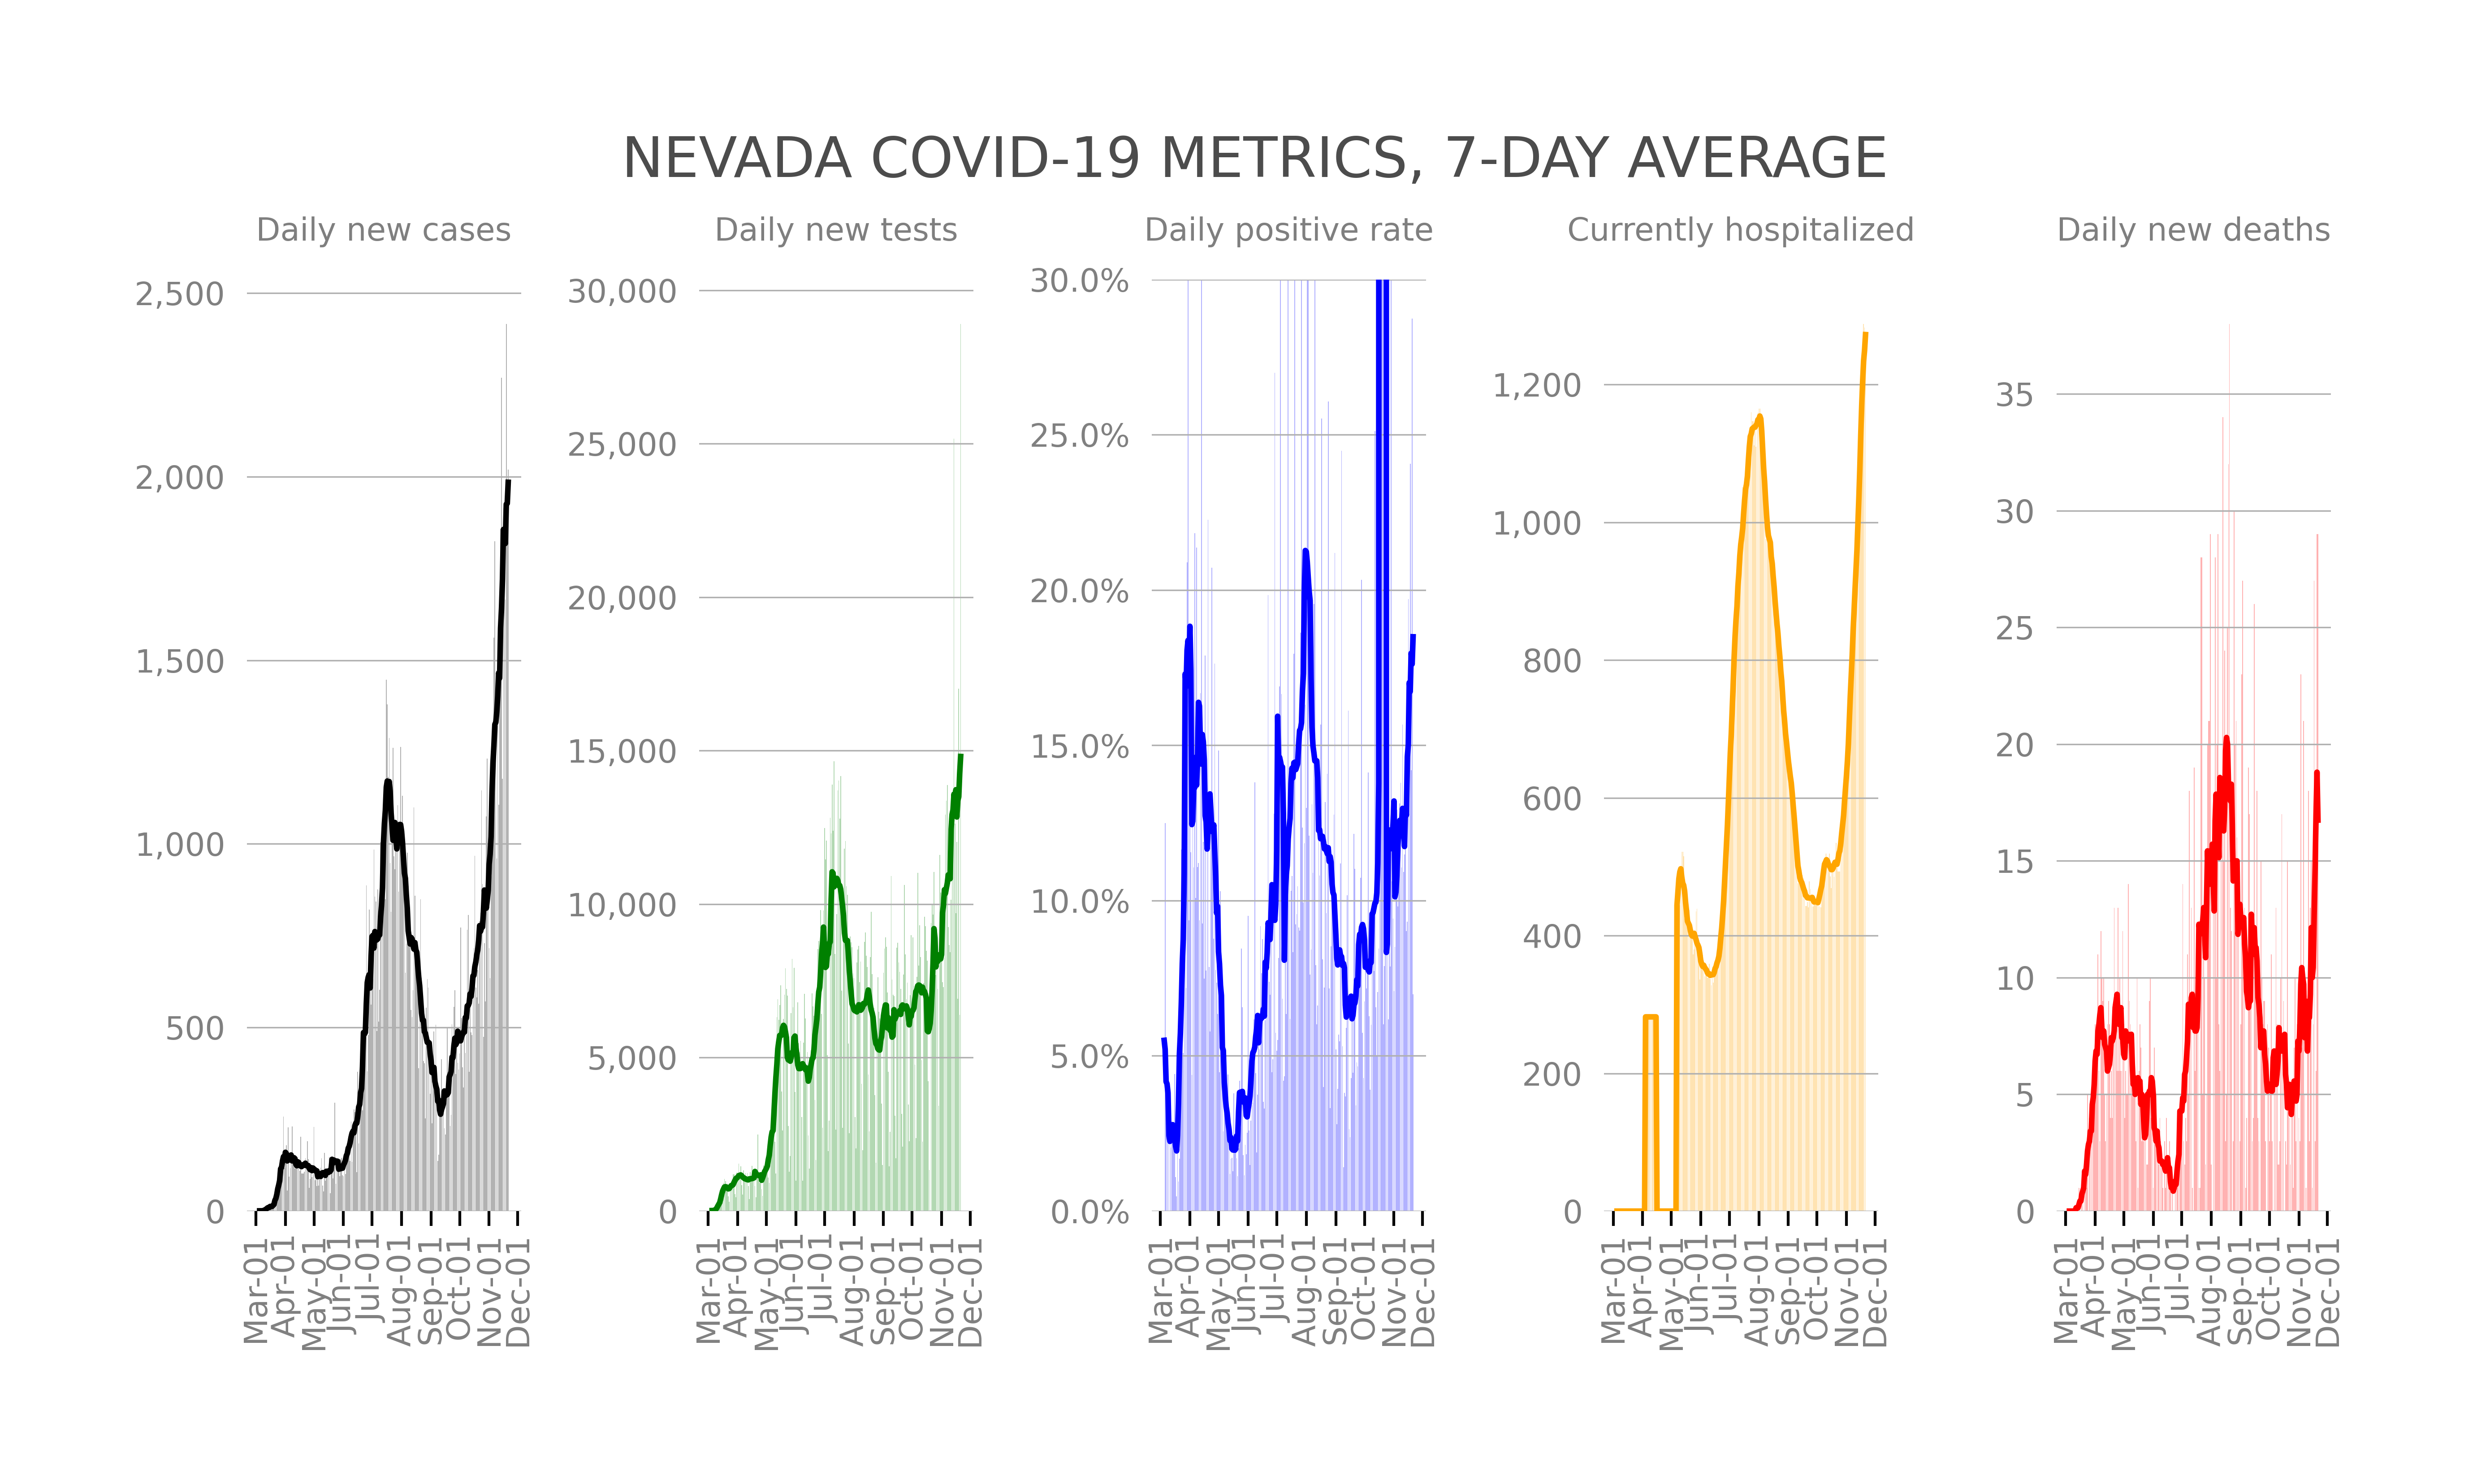 NEVADA COVID-19 METRICS, 7-DAY AVERAGE
Daily new cases
2,500
2,000
1,500
1,000
500
0
Mar-01
Apr-01
May-01
Jun-01
Jul-01
Aug-01
Sep-01
Oct-01
Nov-01
Dec-01
Daily new tests
30,000
25,000
20,000
15,000
10,000
5,000
0
Mar-01
Apr-01
May-01
Jun-01
Jul-01
Aug-01
Sep-01
Oct-01
Nov-01
Dec-01
Daily positive rate
30.0%
25.0%
20.0%
15.0%
10.0%
5.0%
0.0%
Mar-01
Apr-01
May-01
Jun-01
Jul-01
Aug-01
Sep-01
Oct-01
Nov-01
Dec-01
Currently hospitalized
1,200
1,000
800
600
400
200
0
Mar-01
Apr-01
May-01
Jun-01
Jul-01
Aug-01
Sep-01
Oct-01
Nov-01
Dec-01
Daily new deaths
35
30
25
20
15
10
5
0
Mar-01
Apr-01
May-01
Jun-01
Jul-01
Aug-01
Sep-01
Oct-01
Nov-01
Dec-01